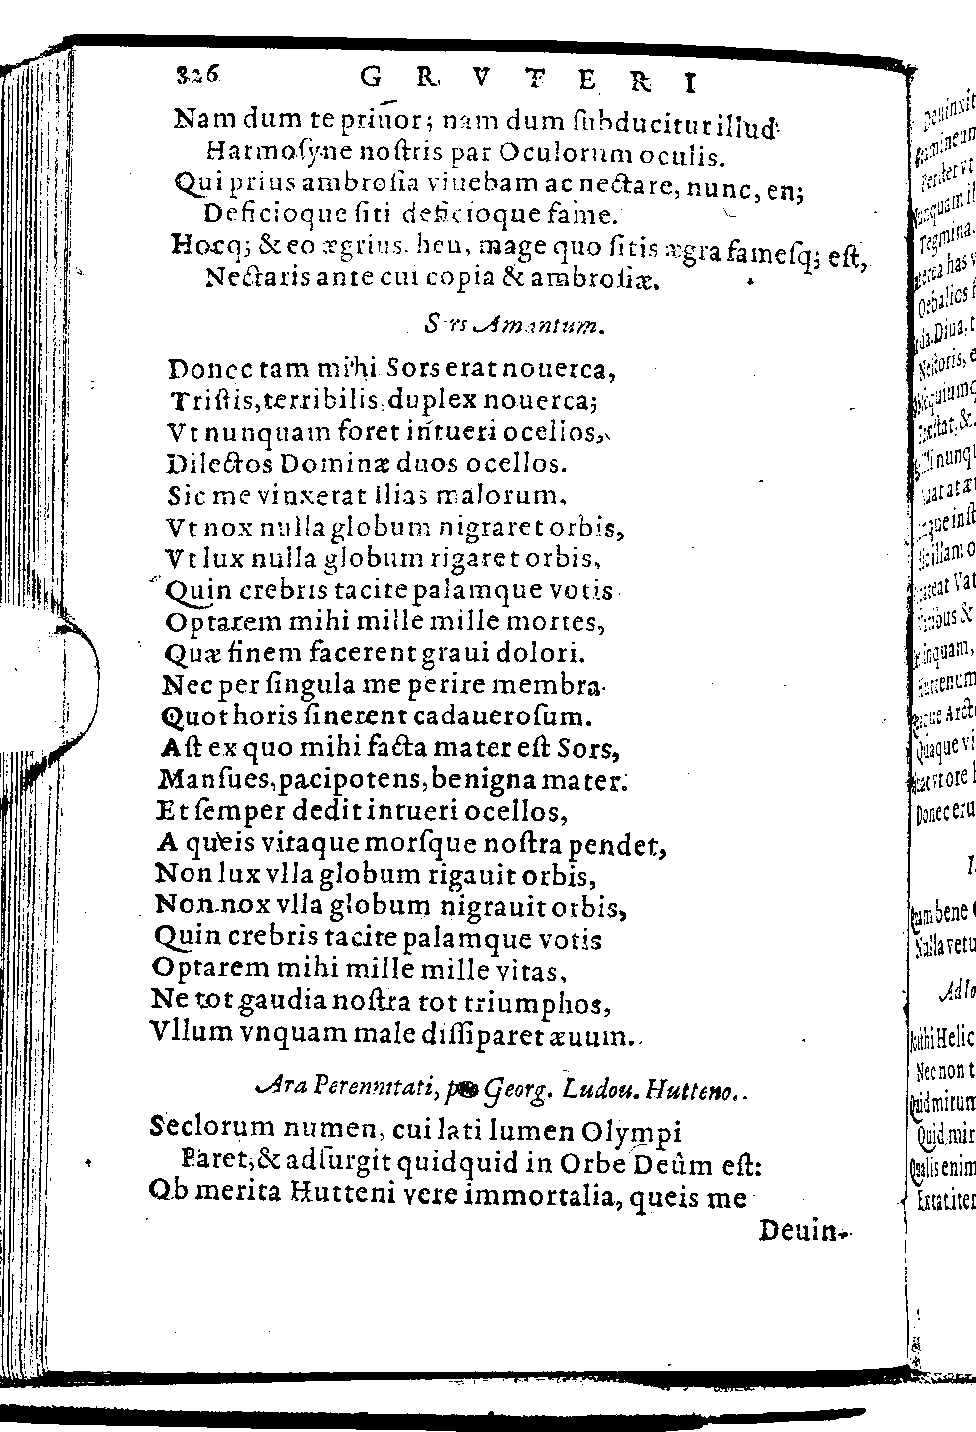 326 GRVTERI
Nam dum te priuor; nam dum ſubducitur illud
Harmoſyne noſtris par Oculorum oculis.
Qui prius ambroſia viuebam ac nectare, nunc, en;
Deficioque ſiti deficioque fame.
Hocq; & eo ægrius. heu, mage quo ſitis ægra fameſq; eſt,
Nectaris ante cui copia & ambroſiæ.
Sors Amantum.
Donec tam mihi Sors erat nouerca,
Triſtis, terribilis, duplex nouerca;
Vt nunquam foret intueri ocellos,
Dilectos Dominæ duos ocellos.
Sic me vinxerat ilias malorum.
Vt nox nulla globum nigraret orbis,
Vt lux nulla globum rigaret orbis,
Quin crebris tacite palamque votis
Optarem mihi mille mille mortes,
Quæ finem facerent graui dolori.
Nec per ſingula me perire membra
Quot horis ſinerent cadaueroſum.
Aſt ex quo mihi facta mater eſt Sors,
Manſues, pacipotens, benigna mater:
Et ſemper dedit intueri ocellos,
A queis vitaque morſque noſtra pendet,
Non lux vlla globum rigauit orbis,
Non nox vlla globum nigrauit orbis,
Quin crebris tacite palamque votis
Optarem mihi mille mille vitas,
Ne tot gaudia noſtra tot triumphos,
Vllum vnquam male diſſiparet æuum.
Ara Perennitati, pro Georg. Ludou. Hutteno.
Seclorum numen, cui lati lumen Olympi
Paret, & adſurgit quidquid in Orbe Deûm eſt:
Ob merita Hutteni vere immortalia, queis me
Deuin-